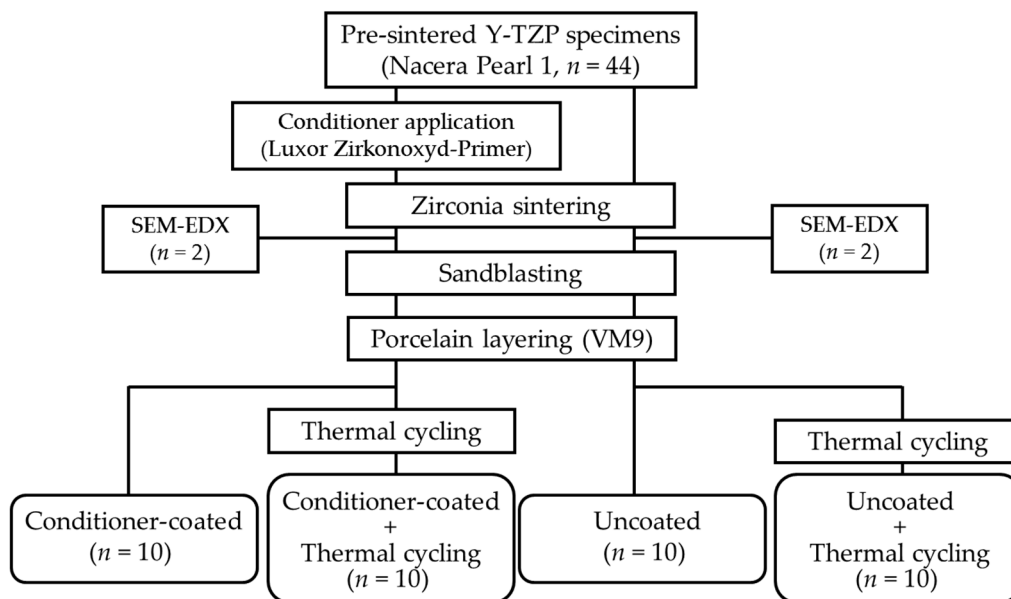 Pre-sintered Y-TZP specimens
(Nacera Pearl 1, n = 44)
Conditioner application
(Luxor Zirkonoxyd-Primer)
Zirconia sintering
SEM-EDX
(n = 2)
SEM-EDX
(n = 2)
Sandblasting
Porcelain layering (VM9)
Thermal cycling
Thermal cycling
Conditioner-coated
(n = 10)
Conditioner-coated
+
Thermal cycling
(n = 10)
Uncoated
(n = 10)
Uncoated
+
Thermal cycling
(n = 10)